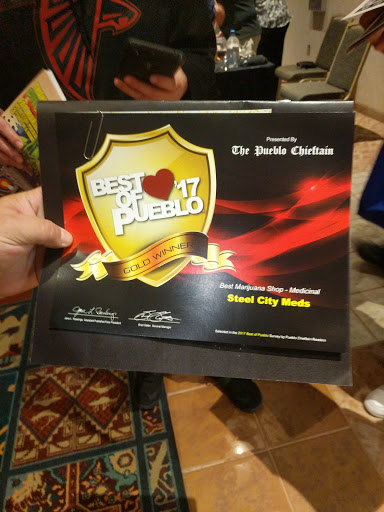 Presented By
The Pueblo Chieftain
BEST
OF '17
PUEBLO
GOLD WINNER
Best Marijuana Shop - Medicinal
Steel City Meds
Selected in the 2017 Best of Pueblo Survey by Pueblo Chieftain Readers